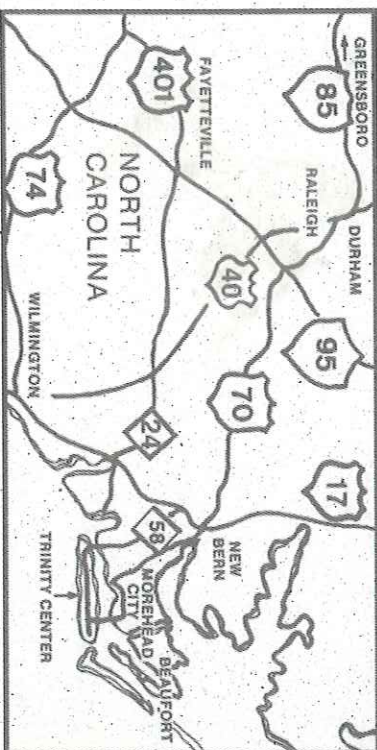 GREENSBORO
85
DURHAM
RALEIGH
95
17
401
FAYETTEVILLE
40
70
NORTH
CAROLINA
NEW
BERN
74
WILMINGTON
24
58
MOREHEAD
CITY
BEAUFORT
TRINITY CENTER